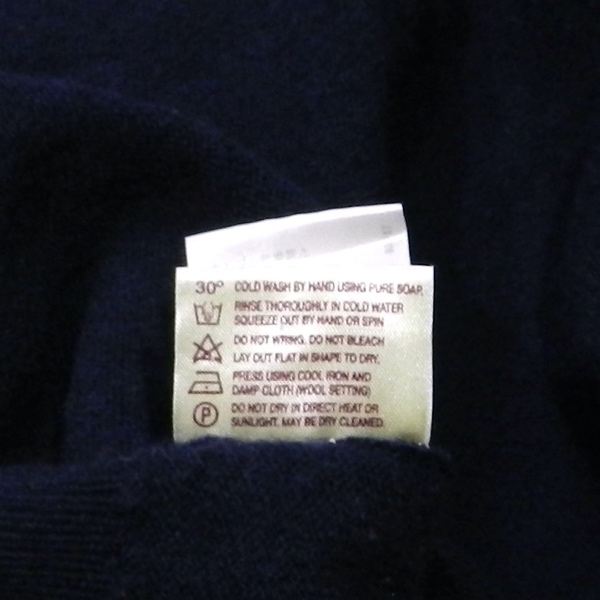 30° COLD WASH BY HAND USING PURE SOAP.
RINSE THOROUGHLY IN COLD WATER
SQUEEZE OUT BY HAND OR SPIN
DO NOT WRING. DO NOT BLEACH
LAY OUT FLAT IN SHAPE TO DRY.
PRESS USING COOL IRON AND
DAMP CLOTH (WOOL SETTING)
P DO NOT DRY IN DIRECT HEAT OR
SUNLIGHT. MAY BE DRY CLEANED.